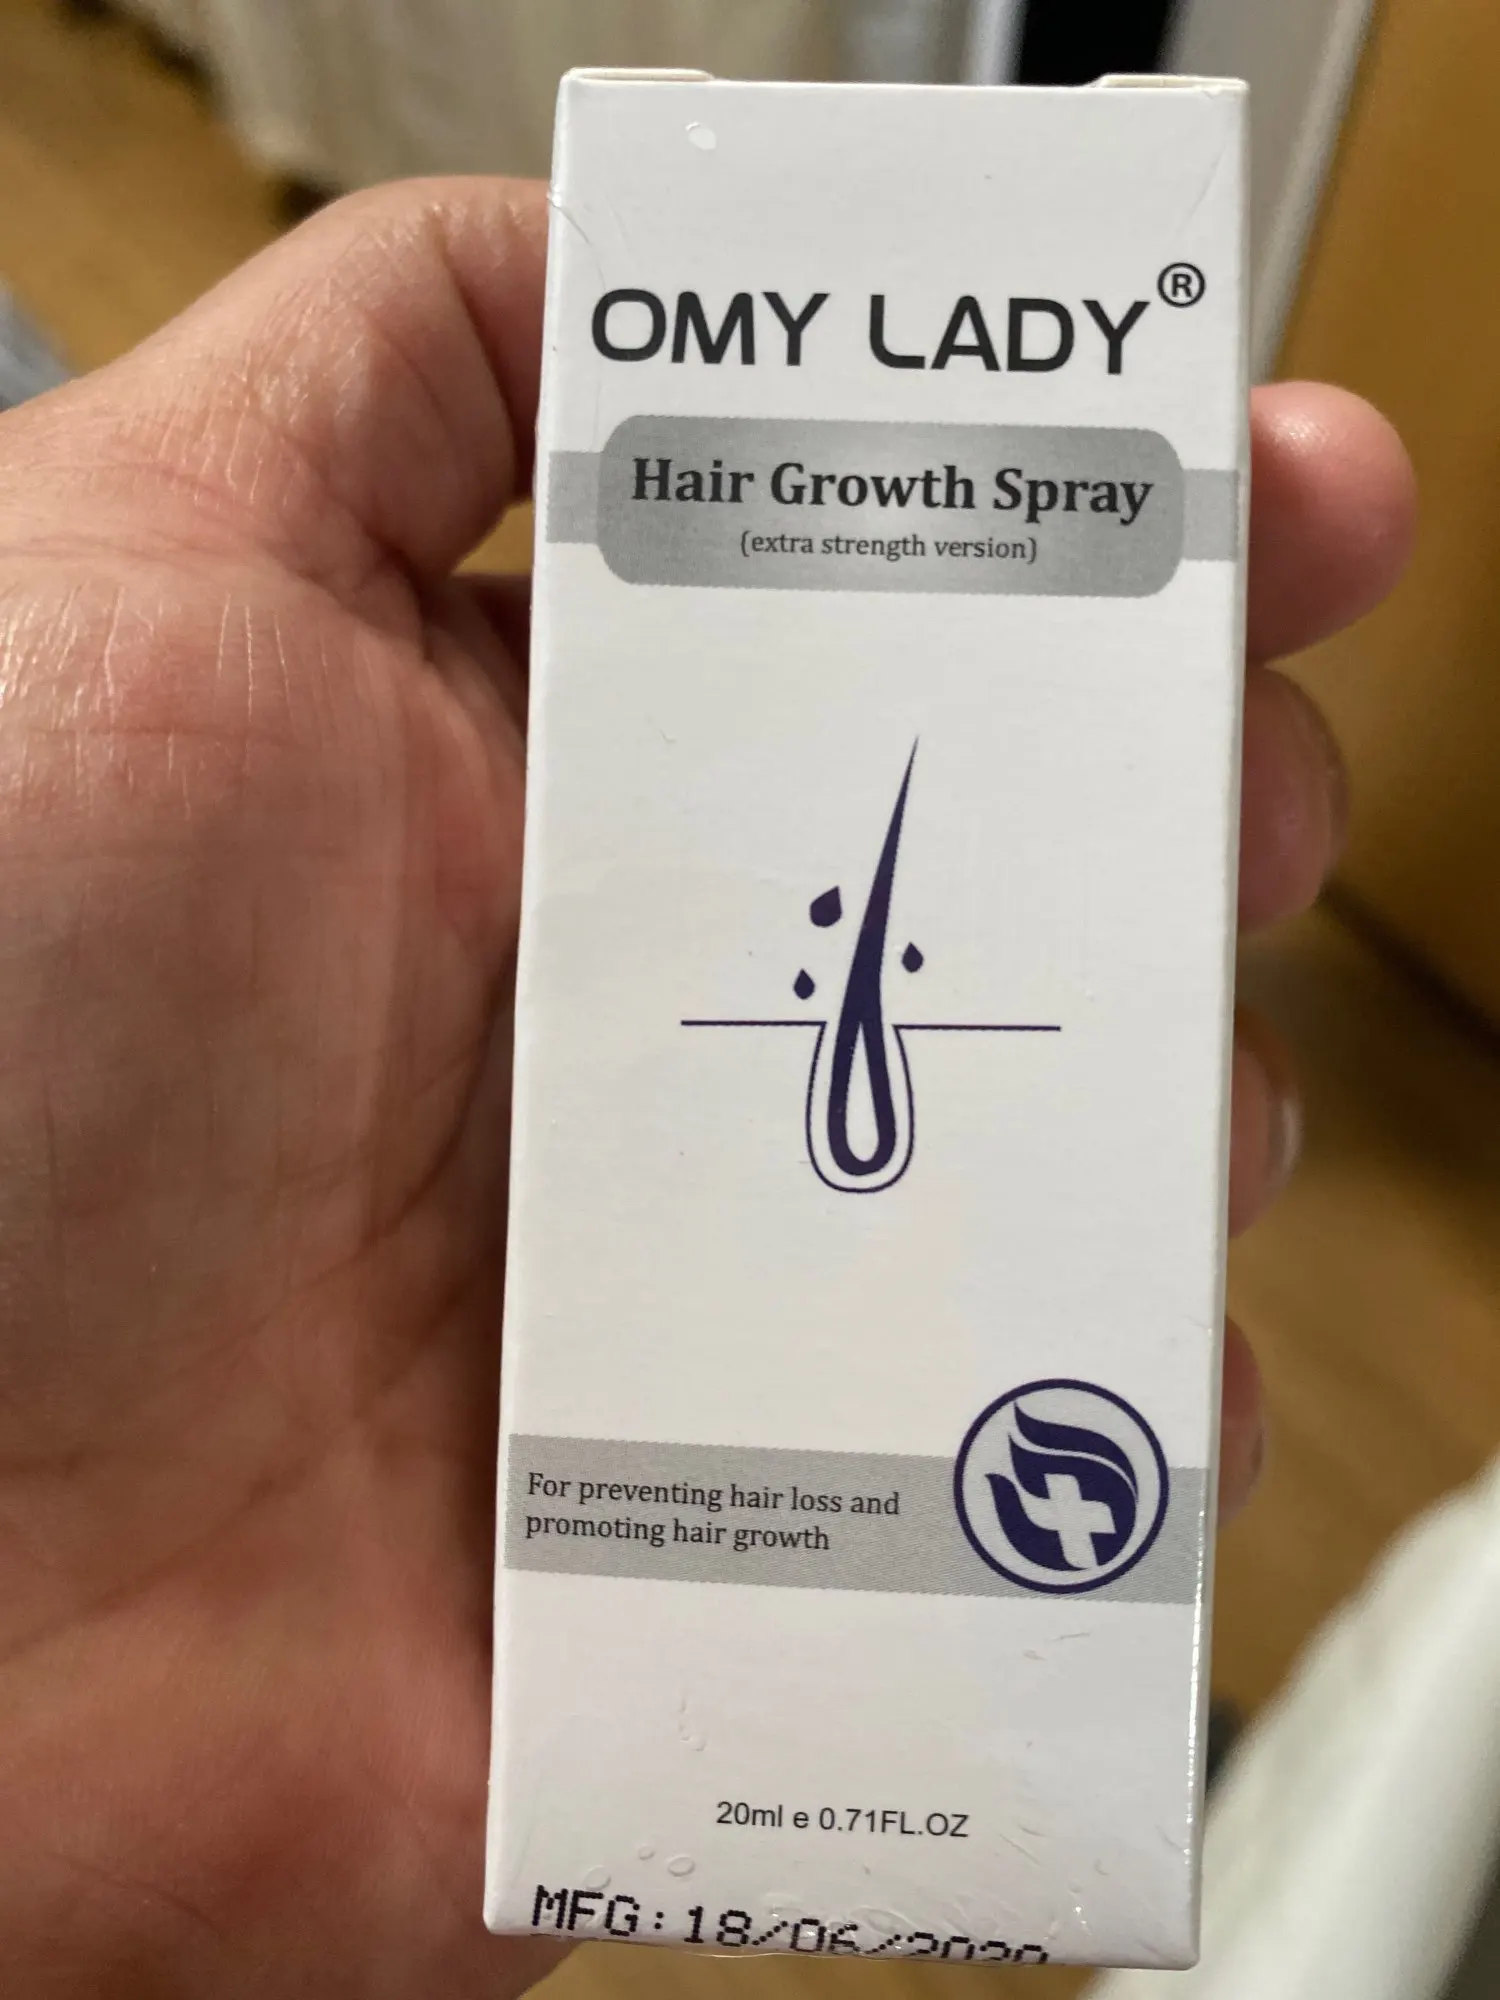 OMY LADY®
Hair Growth Spray
(extra strength version)
For preventing hair loss and
promoting hair growth
20ml e 0.71FL.OZ
MFG:18/06/2020